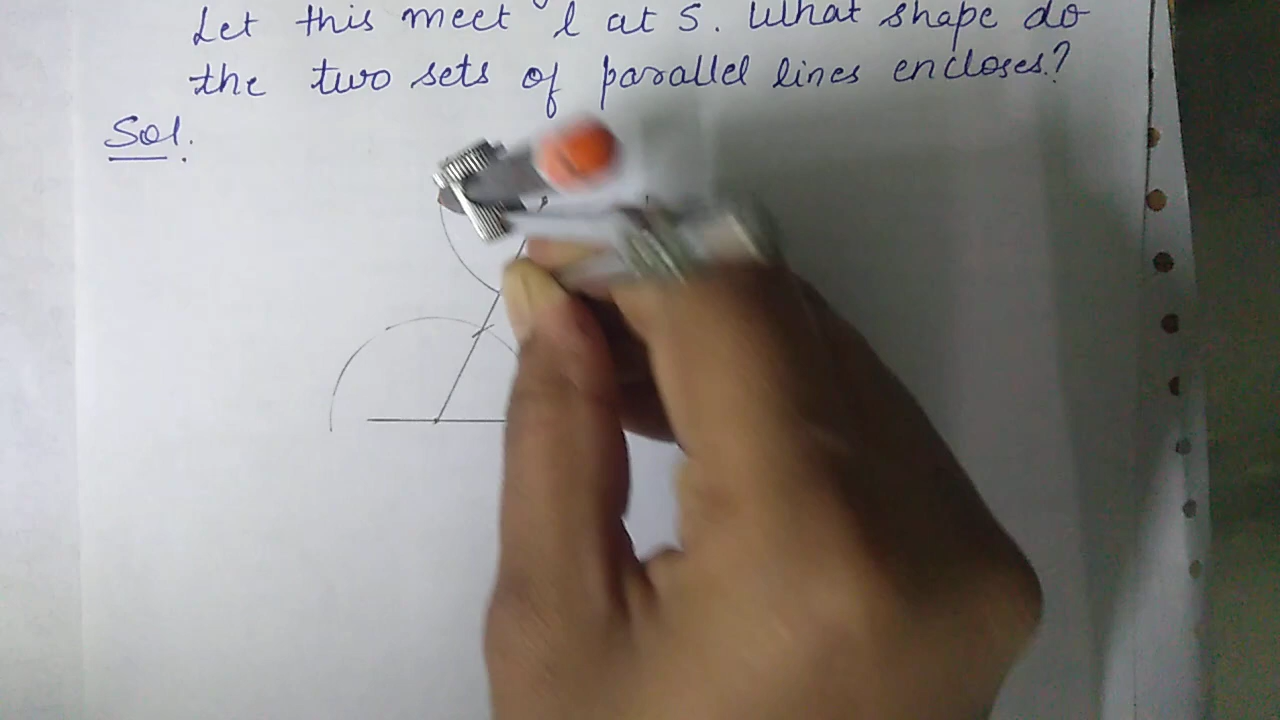 Let this meet l at S. What shape do
the two sets of parallel lines encloses?
Sol.